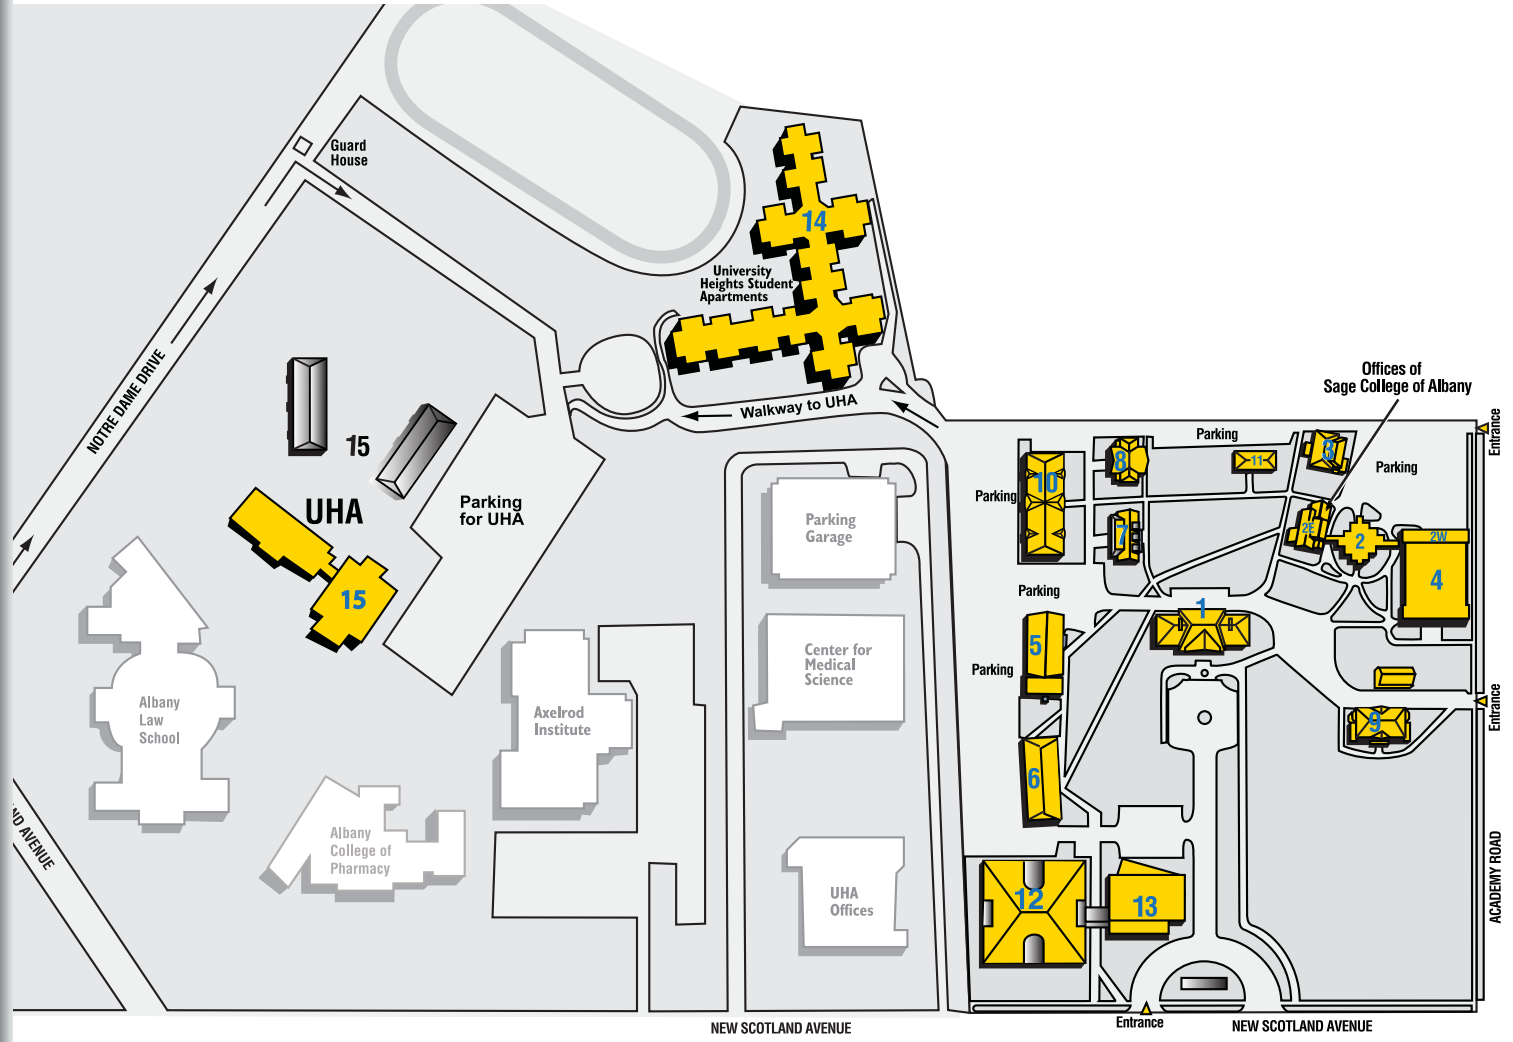 Guard
House
14
University
Heights Student
Apartments
NOTRE DAME DRIVE
Walkway to UHA
Offices of
Sage College of Albany
Entrance
15
UHA
Parking
for UHA
15
Parking
Garage
Center for
Medical
Science
Albany
Law
School
Axelrod
Institute
Albany
College of
Pharmacy
UHA
Offices
ND AVENUE
Parking
Parking
Parking
10
8
11
3
7
2E
2
2W
4
Parking
1
5
Parking
6
9
Entrance
12
13
ACADEMY ROAD
Entrance
NEW SCOTLAND AVENUE
NEW SCOTLAND AVENUE